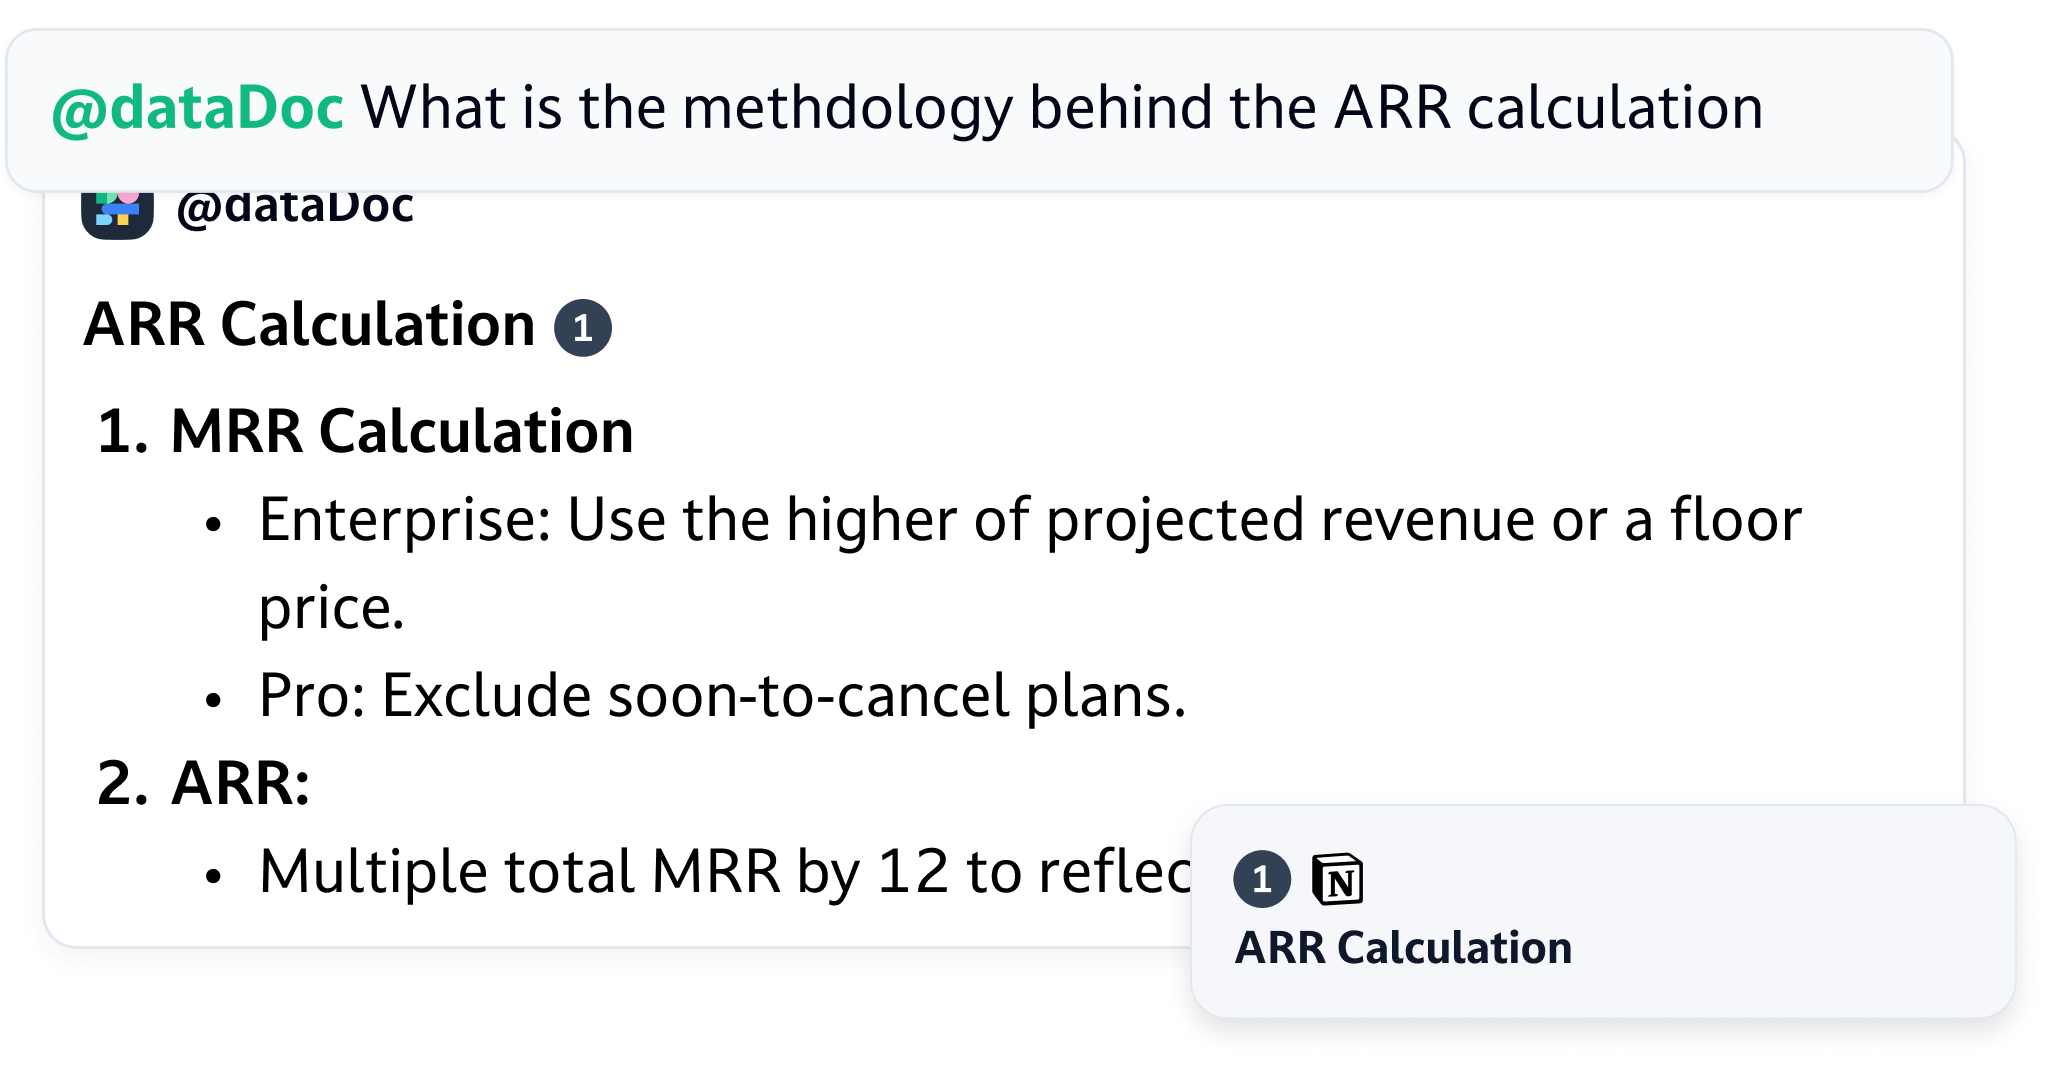 @dataDoc What is the methdology behind the ARR calculation
@dataDoc
ARR Calculation 1
1. MRR Calculation
• Enterprise: Use the higher of projected revenue or a floor
price.
• Pro: Exclude soon-to-cancel plans.
2. ARR:
• Multiple total MRR by 12 to
1 N
ARR Calculation